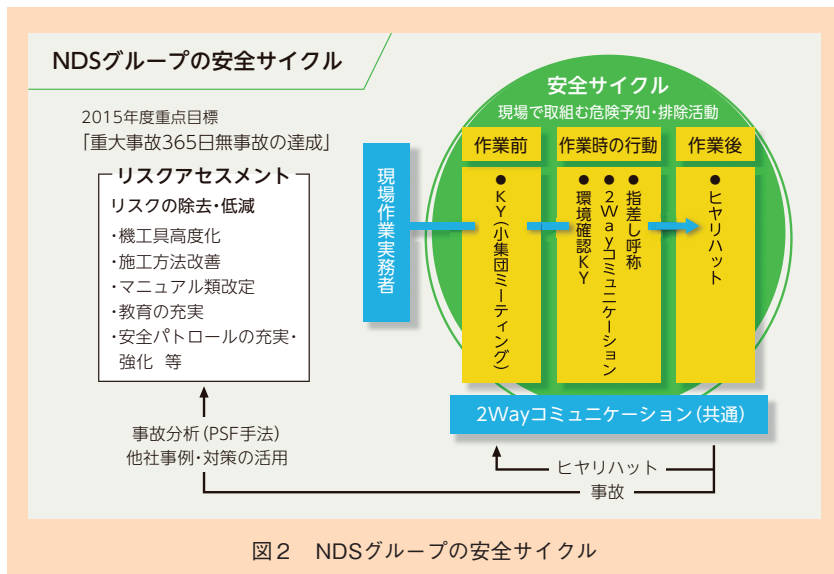 NDSグループの安全サイクル
2015年度重点目標
「重大事故365日無事故の達成」
リスクアセスメント
リスクの除去・低減
・機工具高度化
・施工方法改善
・マニュアル類改定
・教育の充実
・安全パトロールの充実・
強化 等
事故分析(PSF手法)
他社事例・対策の活用
現場作業実務者
安全サイクル
現場で取組む危険予知・排除活動
作業前
●KY(小集団ミーティング)
作業時の行動
●指差し呼称
●2Wayコミュニケーション
●環境確認KY
作業後
●ヒヤリハット
2Wayコミュニケーション(共通)
ヒヤリハット
事故
図2 NDSグループの安全サイクル